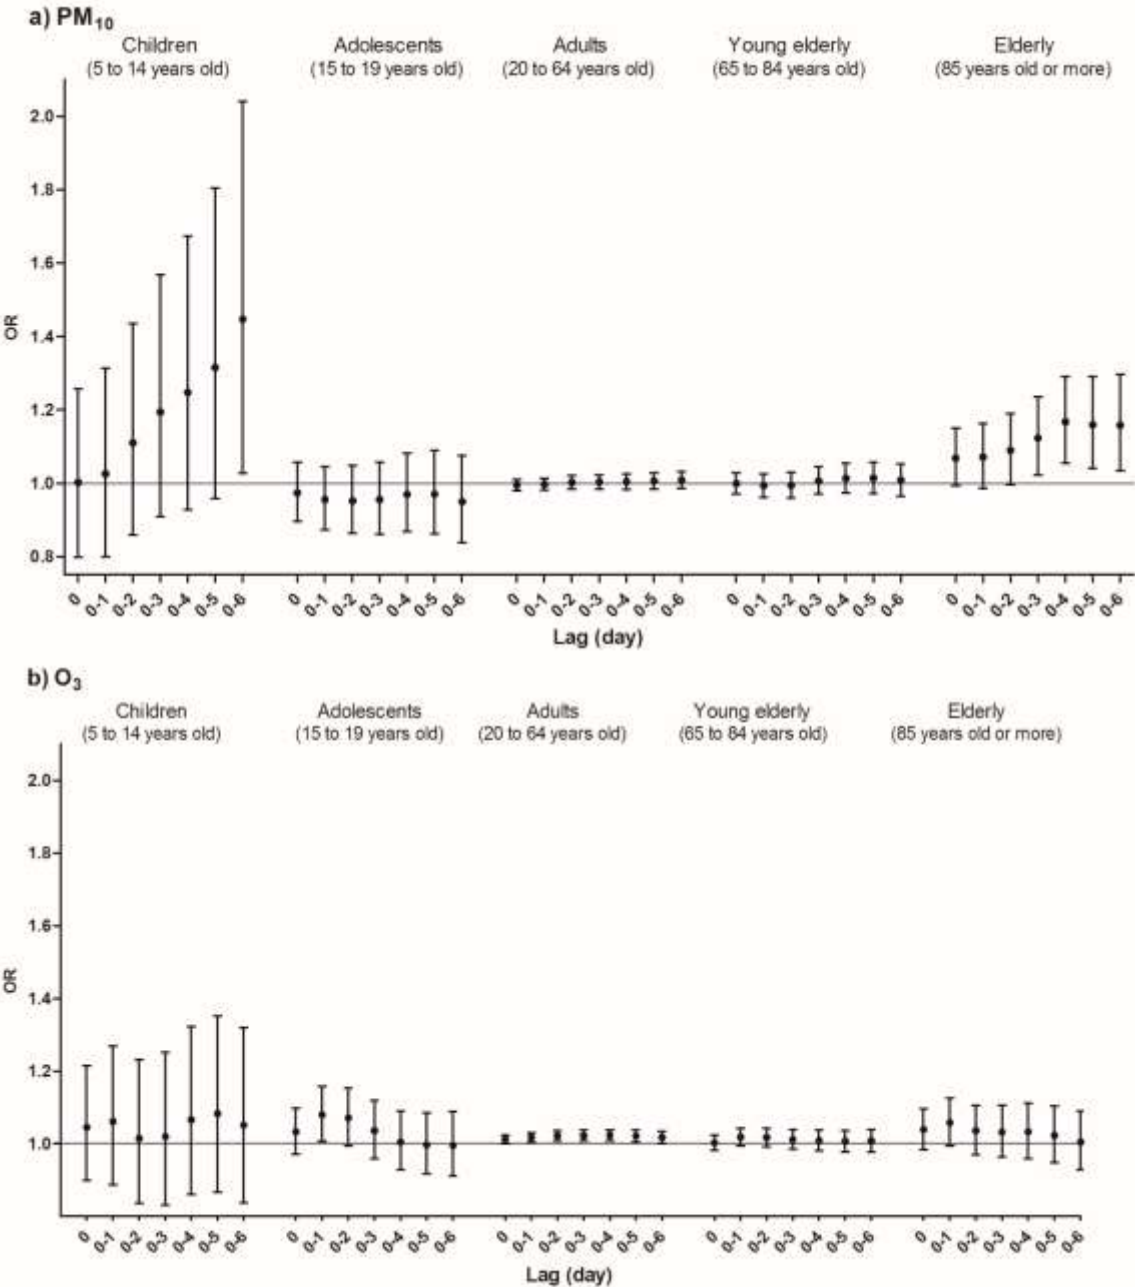 a) PM10
Children Adolescents Adults Young elderly Elderly
(5 to 14 years old) (15 to 19 years old) (20 to 64 years old) (65 to 84 years old) (85 years old or more)
2.0
1.8
1.6
1.4
OR
1.2
1.0
0.8
0 0-1 0-2 0-3 0-4 0-5 0-6 0 0-1 0-2 0-3 0-4 0-5 0-6 0 0-1 0-2 0-3 0-4 0-5 0-6 0 0-1 0-2 0-3 0-4 0-5 0-6 0 0-1 0-2 0-3 0-4 0-5 0-6
Lag (day)
b) O3
Children Adolescents Adults Young elderly Elderly
(5 to 14 years old) (15 to 19 years old) (20 to 64 years old) (65 to 84 years old) (85 years old or more)
2.0
1.8
1.6
OR
1.4
1.2
1.0
0 0-1 0-2 0-3 0-4 0-5 0-6 0 0-1 0-2 0-3 0-4 0-5 0-6 0 0-1 0-2 0-3 0-4 0-5 0-6 0 0-1 0-2 0-3 0-4 0-5 0-6 0 0-1 0-2 0-3 0-4 0-5 0-6
Lag (day)